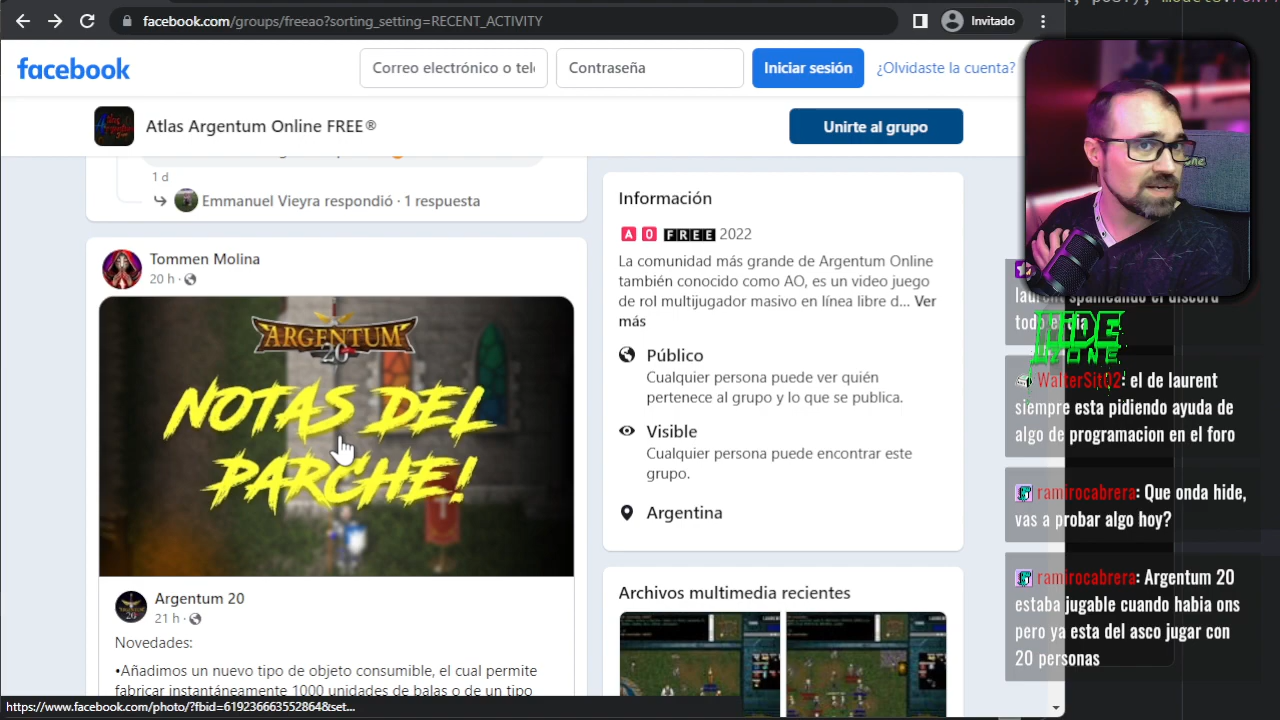 facebook.com/groups/freeao?sorting_setting=RECENT_ACTIVITY
Invitado
facebook
Correo electrónico o telé
Contraseña
Iniciar sesión
¿Olvidaste la cuenta?
Atlas Argentum Online FREE®
Unirte al grupo
1 d
Emmanuel Vieyra respondió · 1 respuesta
Tommen Molina
20 h ·
ARGENTUM
20
NOTAS DEL
PARCHE!
Argentum 20
21 h ·
Novedades:
•Añadimos un nuevo tipo de objeto consumible, el cual permite
fabricar instantáneamente 1000 unidades de balas o de un tipo
Información
AO FREE 2022
La comunidad más grande de Argentum Online
también conocido como AO, es un video juego
de rol multijugador masivo en línea libre d... Ver
más
Público
Cualquier persona puede ver quién
pertenece al grupo y lo que se publica.
Visible
Cualquier persona puede encontrar este
grupo.
Argentina
Archivos multimedia recientes
laurent spameando el discord
todo el dia
HIDE
ZONE
WalterSit02: el de laurent
siempre esta pidiendo ayuda de
algo de programacion en el foro
ramirocabrera: Que onda hide,
vas a probar algo hoy?
ramirocabrera: Argentum 20
estaba jugable cuando habia ons
pero ya esta del asco jugar con
20 personas
https://www.facebook.com/photo/?fbid=619236663552864&set...